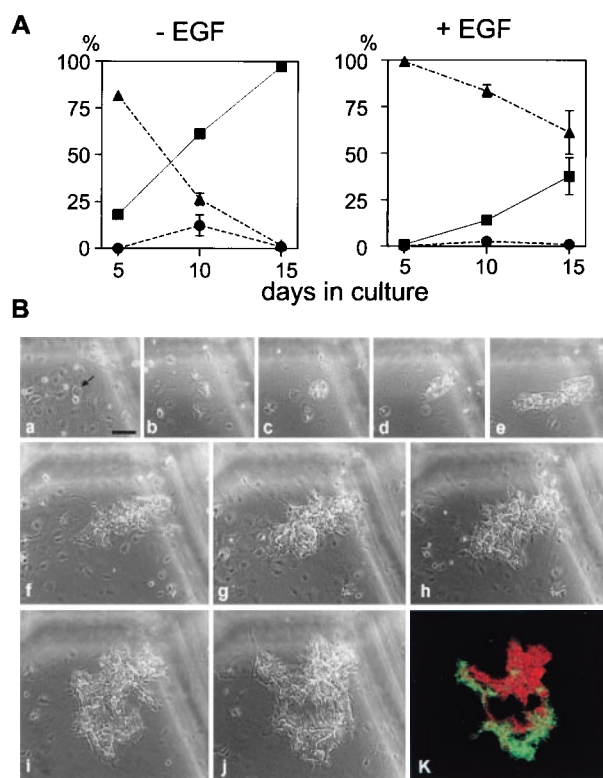 A
- EGF
+ EGF
% %
100 100
75 75
50 50
25 25
0 0
5 10 15 5 10 15
days in culture
B
a b c d e
f g h
i j K